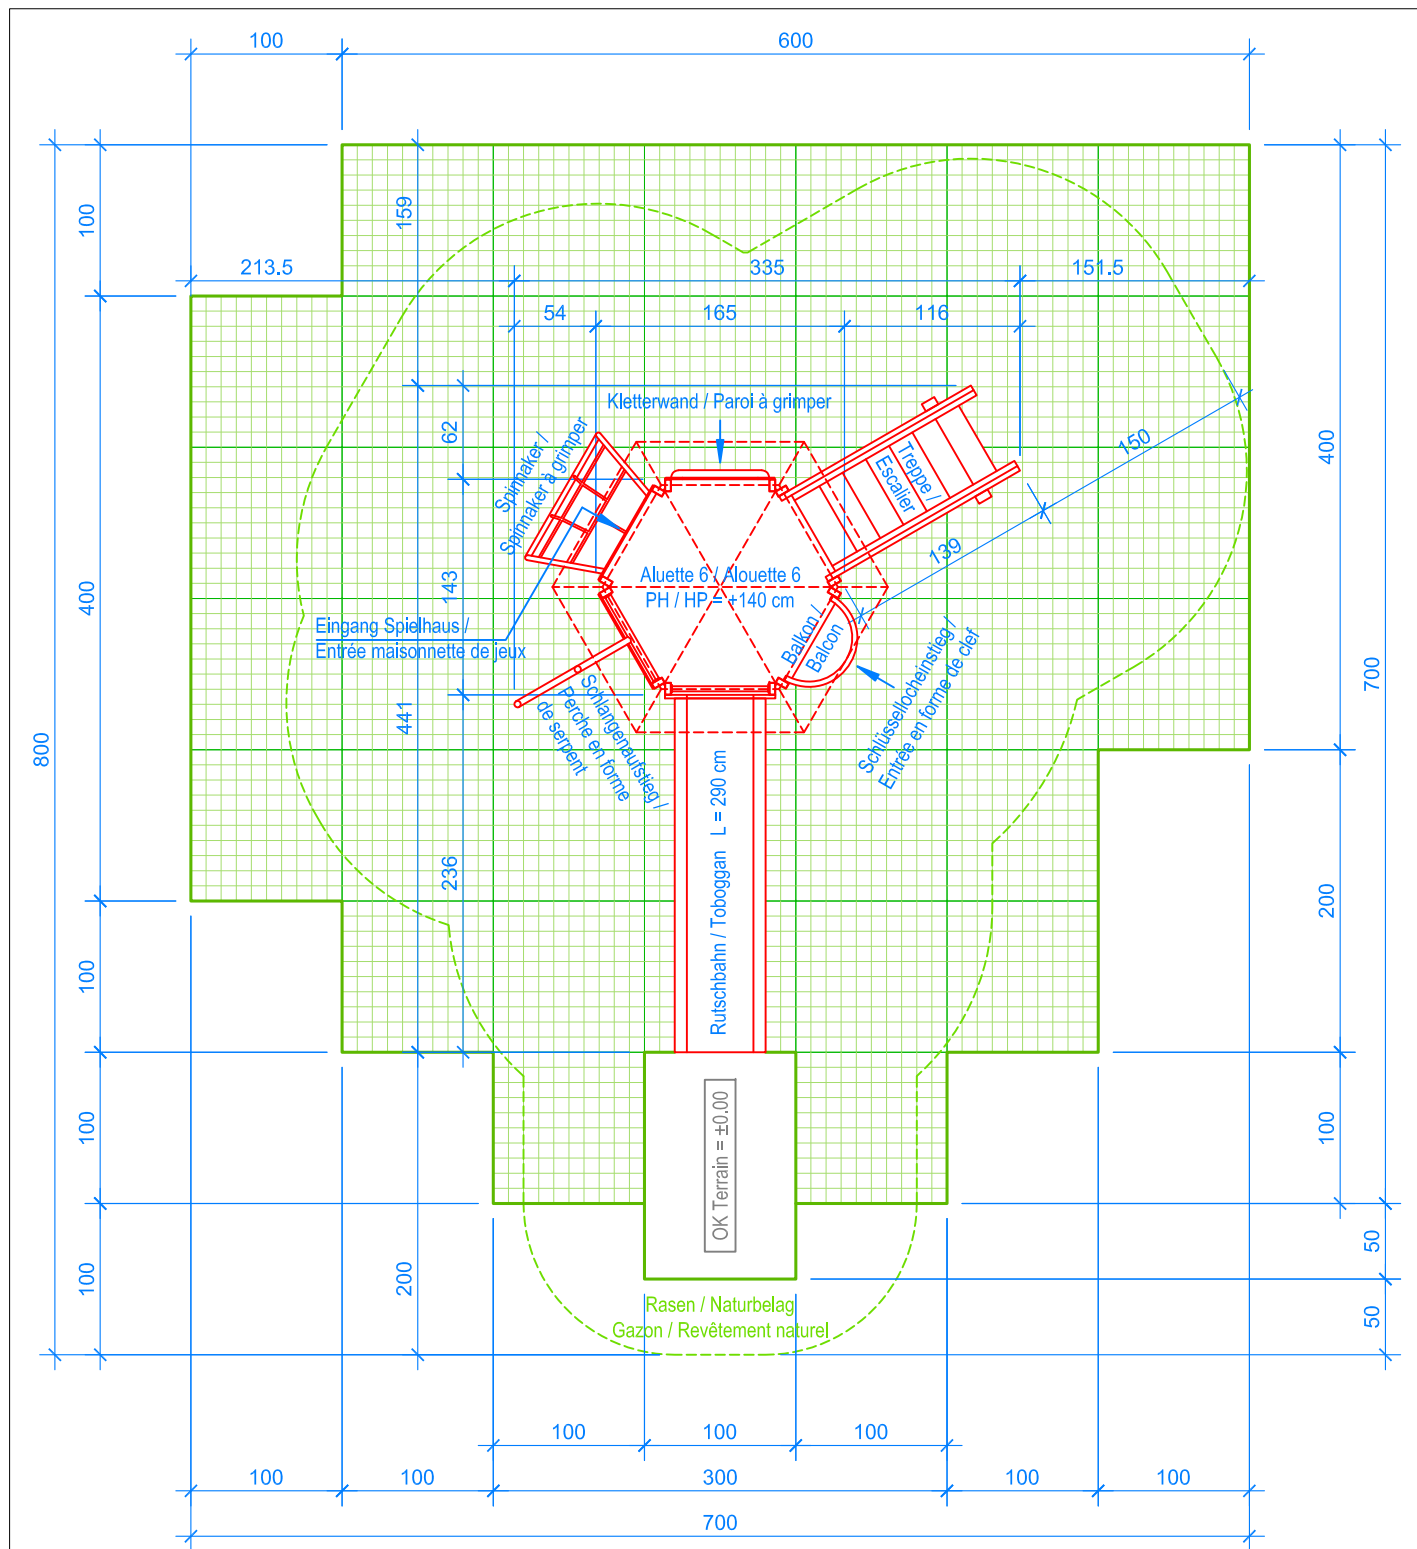 100
600
100
159
213.5
335
151.5
54
165
116
Kletterwand / Paroi à grimper
62
Spinnaker /
Spinnaker à grimper
Treppe /
Escalier
150
400
139
143
Aluette 6 / Alouette 6
PH / HP = +140 cm
400
Eingang Spielhaus /
Entrée maisonnette de jeux
Balkon /
Balcon
Schlüssellocheinstieg /
Entrée en forme de clef
700
Schlangenaufstieg /
Perche en forme
de serpent
441
800
Rutschbahn / Toboggan L = 290 cm
236
200
100
100
OK Terrain = ±0.00
100
50
100
200
50
Rasen / Naturbelag
Gazon / Revêtement naturel
100
100
100
100
100
300
100
100
700